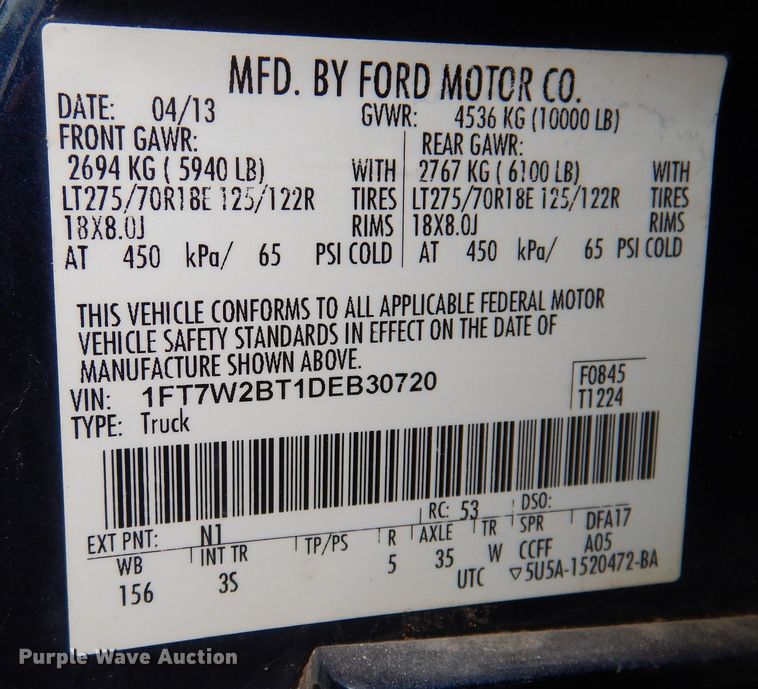 MFD. BY FORD MOTOR CO.
DATE: 04/13 GVWR: 4536 KG (10000 LB)
FRONT GAWR: REAR GAWR:
2694 KG ( 5940 LB) WITH 2767 KG ( 6100 LB) WITH
LT275/70R18E 125/122R TIRES LT275/70R18E 125/122R TIRES
18X8.0J RIMS 18X8.0J RIMS
AT 450 kPa/ 65 PSI COLD AT 450 kPa/ 65 PSI COLD
THIS VEHICLE CONFORMS TO ALL APPLICABLE FEDERAL MOTOR
VEHICLE SAFETY STANDARDS IN EFFECT ON THE DATE OF
MANUFACTURE SHOWN ABOVE.
VIN: 1FT7W2BT1DEB30720 F0845
TYPE: Truck T1224
EXT PNT: N1 RC: 53 DSO:
WB INT TR TP/PS R AXLE TR SPR DFA17
156 3S 5 35 W CCFF A05
UTC ▽5U5A-1520472-BA
Purple Wave Auction